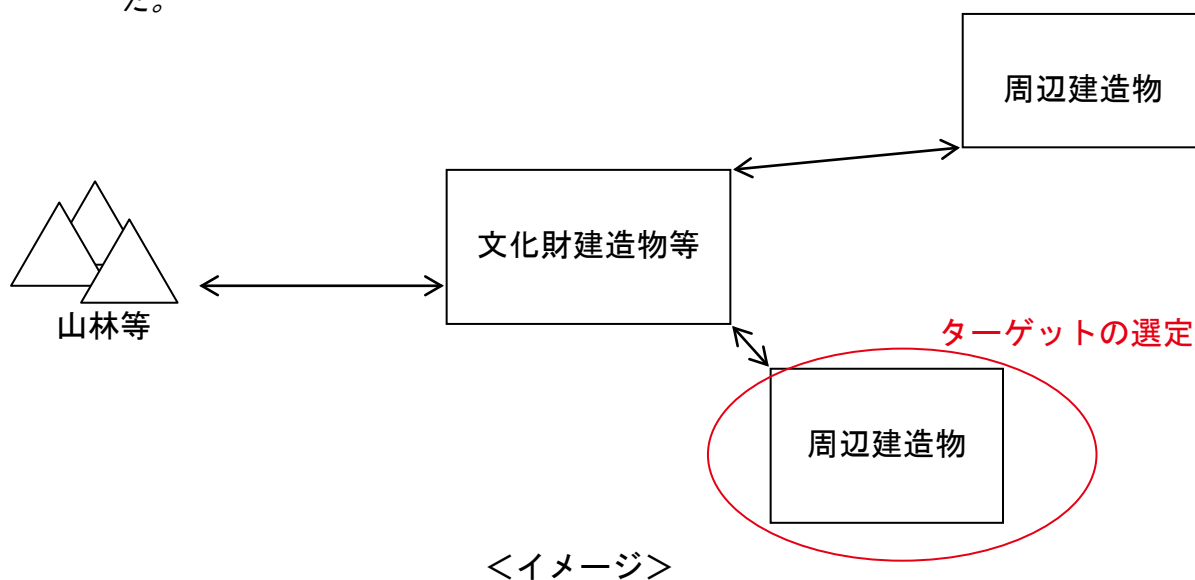 た。
周辺建造物
文化財建造物等
山林等
ターゲットの選定
周辺建造物
＜イメージ＞